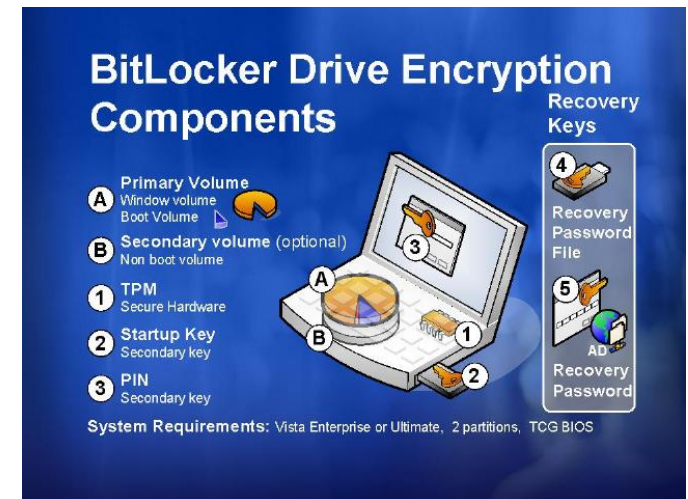 BitLocker Drive Encryption
Components
Recovery
Keys
A
Primary Volume
Window volume
Boot Volume
B
Secondary volume (optional)
Non boot volume
1
TPM
Secure Hardware
2
Startup Key
Secondary key
3
PIN
Secondary key
3
A
B
1
2
4
Recovery
Password
File
5
AD
Recovery
Password
System Requirements: Vista Enterprise or Ultimate, 2 partitions, TCG BIOS